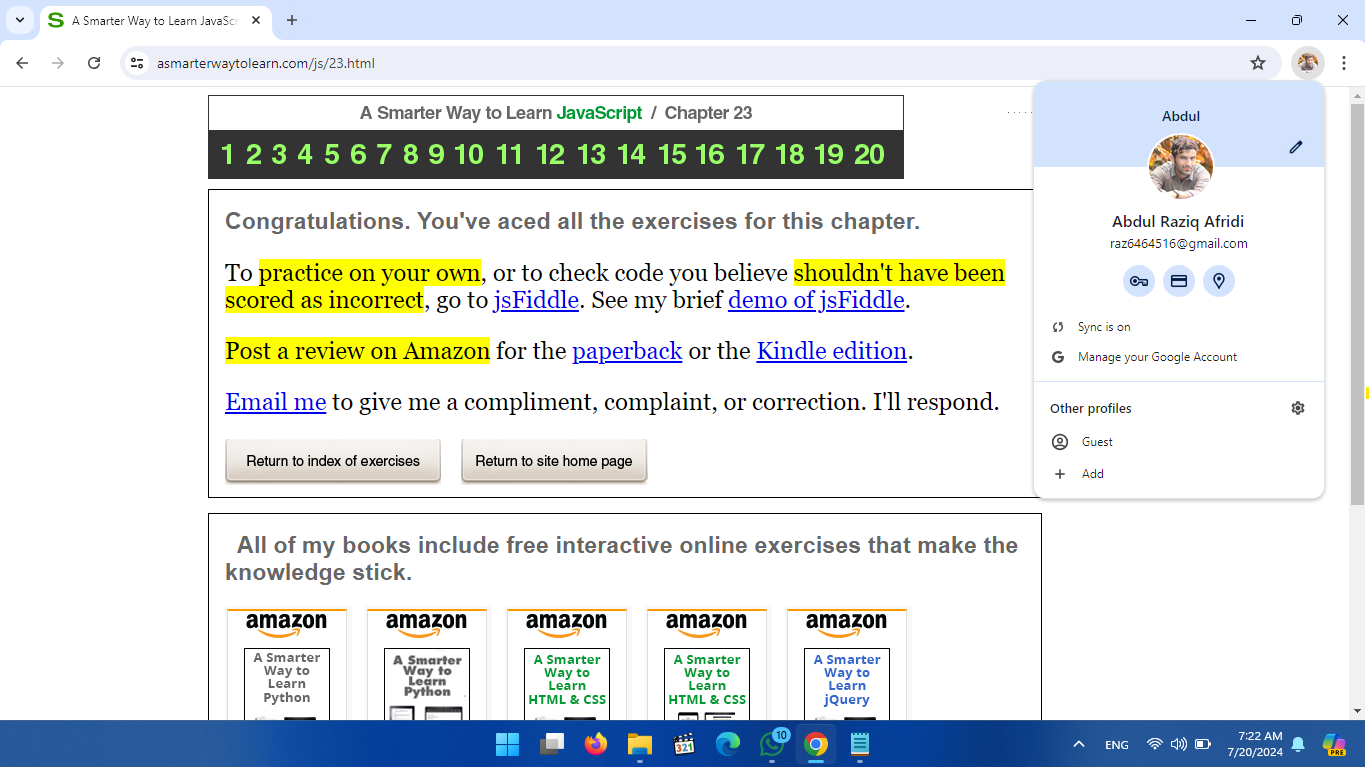 A Smarter Way to Learn JavaScr
asmarterwaytolearn.com/js/23.html
A Smarter Way to Learn JavaScript / Chapter 23
1 2 3 4 5 6 7 8 9 10 11 12 13 14 15 16 17 18 19 20
Congratulations. You've aced all the exercises for this chapter.
To practice on your own, or to check code you believe shouldn't have been
scored as incorrect, go to jsFiddle. See my brief demo of jsFiddle.
Post a review on Amazon for the paperback or the Kindle edition.
Email me to give me a compliment, complaint, or correction. I'll respond.
Return to index of exercises
Return to site home page
Abdul
Abdul Raziq Afridi
raz6464516@gmail.com
Sync is on
Manage your Google Account
Other profiles
Guest
Add
All of my books include free interactive online exercises that make the
knowledge stick.
amazon amazon amazon amazon amazon
A Smarter
Way to
Learn
Python
A Smarter
Way to
Learn
Python
A Smarter
Way to
Learn
HTML & CSS
A Smarter
Way to
Learn
HTML & CSS
A Smarter
Way to
Learn
jQuery
321
10
ENG
7:22 AM
7/20/2024
PRE